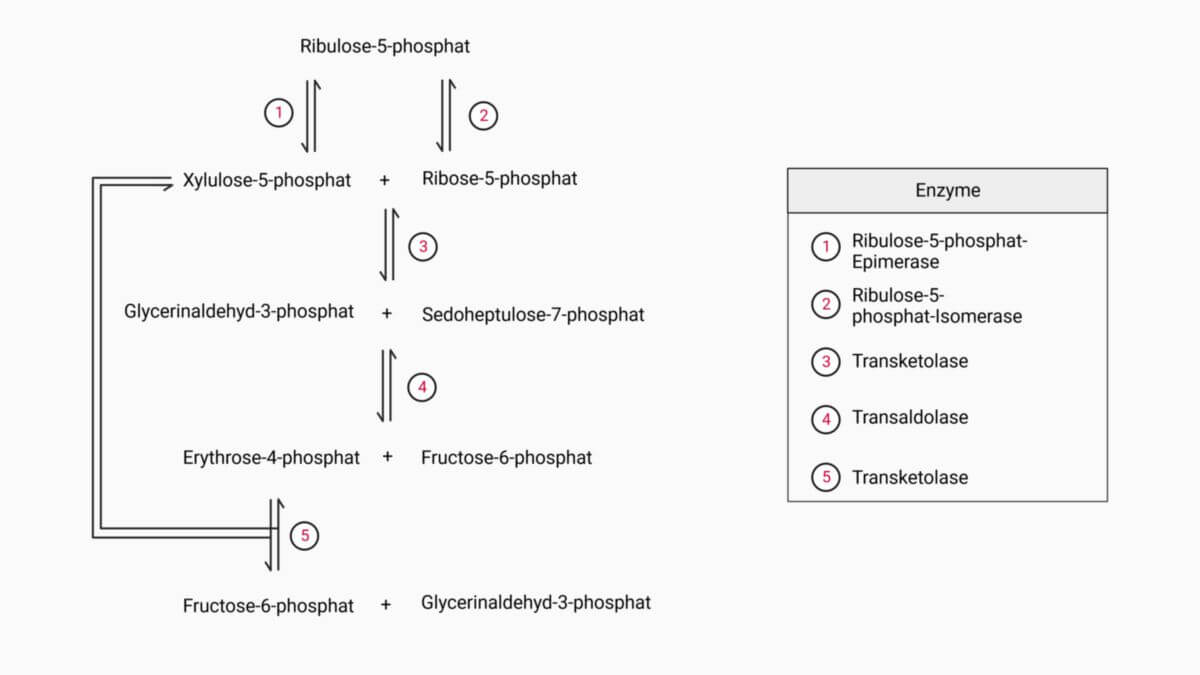 Ribulose-5-phosphat
1
2
Xylulose-5-phosphat + Ribose-5-phosphat
3
Glycerinaldehyd-3-phosphat + Sedoheptulose-7-phosphat
4
Erythrose-4-phosphat + Fructose-6-phosphat
5
Fructose-6-phosphat + Glycerinaldehyd-3-phosphat
Enzyme
1 Ribulose-5-phosphat-
Epimerase
2 Ribulose-5-
phosphat-Isomerase
3 Transketolase
4 Transaldolase
5 Transketolase